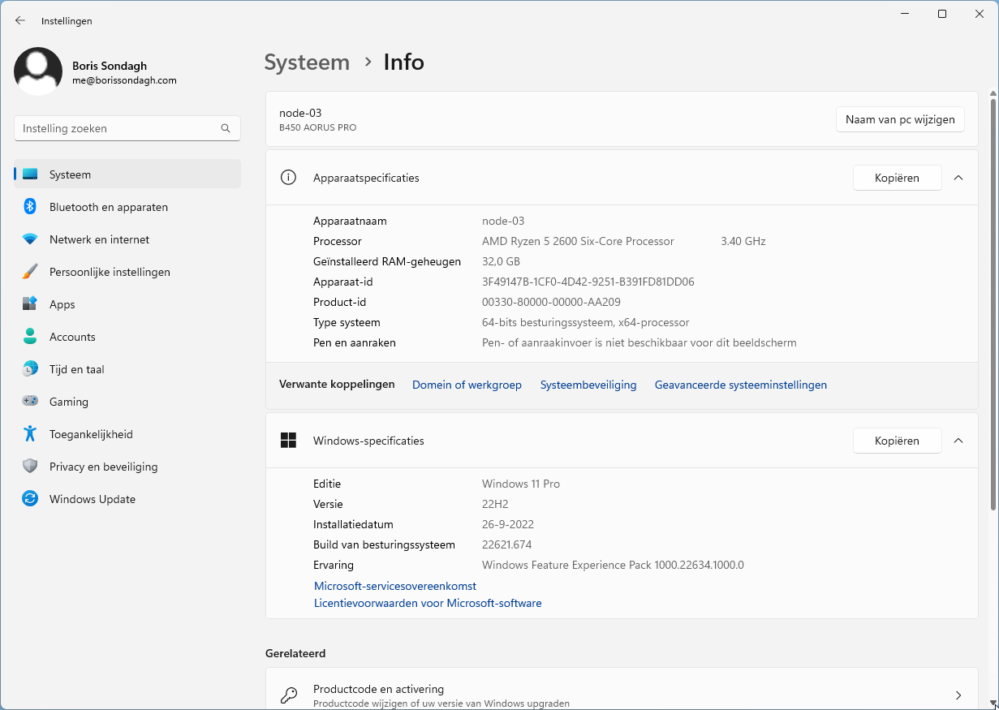 Instellingen
Boris Sondagh
me@borissondagh.com
Instelling zoeken
Systeem
Bluetooth en apparaten
Netwerk en internet
Persoonlijke instellingen
Apps
Accounts
Tijd en taal
Gaming
Toegankelijkheid
Privacy en beveiliging
Windows Update
Systeem > Info
node-03
B450 AORUS PRO
Naam van pc wijzigen
Apparaatspecificaties
Kopiëren
Apparaatnaam node-03
Processor AMD Ryzen 5 2600 Six-Core Processor 3.40 GHz
Geïnstalleerd RAM-geheugen 32,0 GB
Apparaat-id 3F49147B-1CF0-4D42-9251-B391FD81DD06
Product-id 00330-80000-00000-AA209
Type systeem 64-bits besturingssysteem, x64-processor
Pen en aanraken Pen- of aanraakinvoer is niet beschikbaar voor dit beeldscherm
Verwante koppelingen Domein of werkgroep Systeembeveiliging Geavanceerde systeeminstellingen
Windows-specificaties
Kopiëren
Editie Windows 11 Pro
Versie 22H2
Installatiedatum 26-9-2022
Build van besturingssysteem 22621.674
Ervaring Windows Feature Experience Pack 1000.22634.1000.0
Microsoft-servicesovereenkomst
Licentievoorwaarden voor Microsoft-software
Gerelateerd
Productcode en activering
Productcode wijzigen of uw versie van Windows upgraden